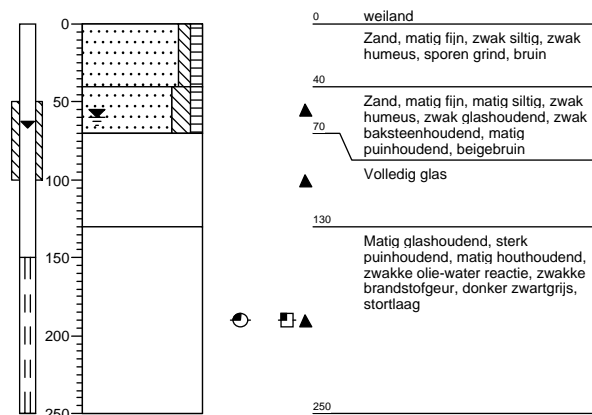 0
50
100
150
200
250
0
weiland
Zand, matig fijn, zwak siltig, zwak
humeus, sporen grind, bruin
40
Zand, matig fijn, matig siltig, zwak
humeus, zwak glashoudend, zwak
baksteenhoudend, matig
puinhoudend, beigebruin
70
Volledig glas
130
Matig glashoudend, sterk
puinhoudend, matig houthoudend,
zwakke olie-water reactie, zwakke
brandstofgeur, donker zwartgrijs,
stortlaag
250